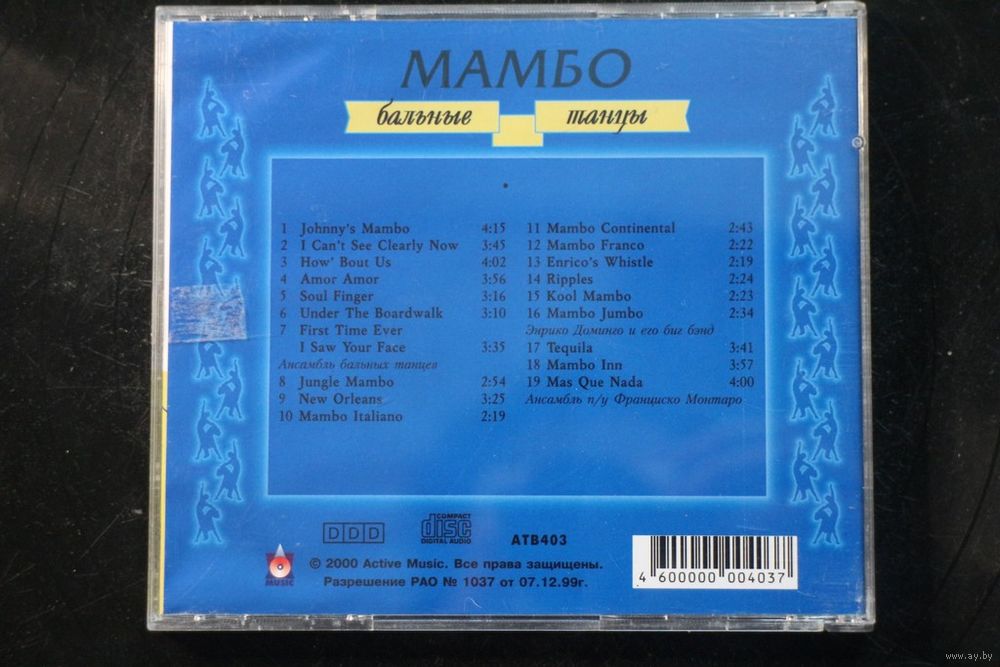 МАМБО
бальные танцы
1 Johnny's Mambo 4:15
2 I Can't See Clearly Now 3:45
3 How' Bout Us 4:02
4 Amor Amor 3:56
5 Soul Finger 3:16
6 Under The Boardwalk 3:10
7 First Time Ever
I Saw Your Face 3:35
Ансамбль бальных танцев
8 Jungle Mambo 2:54
9 New Orleans 3:25
10 Mambo Italiano 2:19
11 Mambo Continental 2:43
12 Mambo Franco 2:22
13 Enrico's Whistle 2:19
14 Ripples 2:24
15 Kool Mambo 2:23
16 Mambo Jumbo 2:34
Энрико Доминго и его биг бэнд
17 Tequila 3:41
18 Mambo Inn 3:57
19 Mas Que Nada 4:00
Ансамбль п/у Франциско Монтаро
DDD
COMPACT
disc
DIGITAL AUDIO
ATB403
MUSIC
© 2000 Active Music. Все права защищены.
Разрешение РАО № 1037 от 07.12.99г.
4 600000 004037
www.ay.by